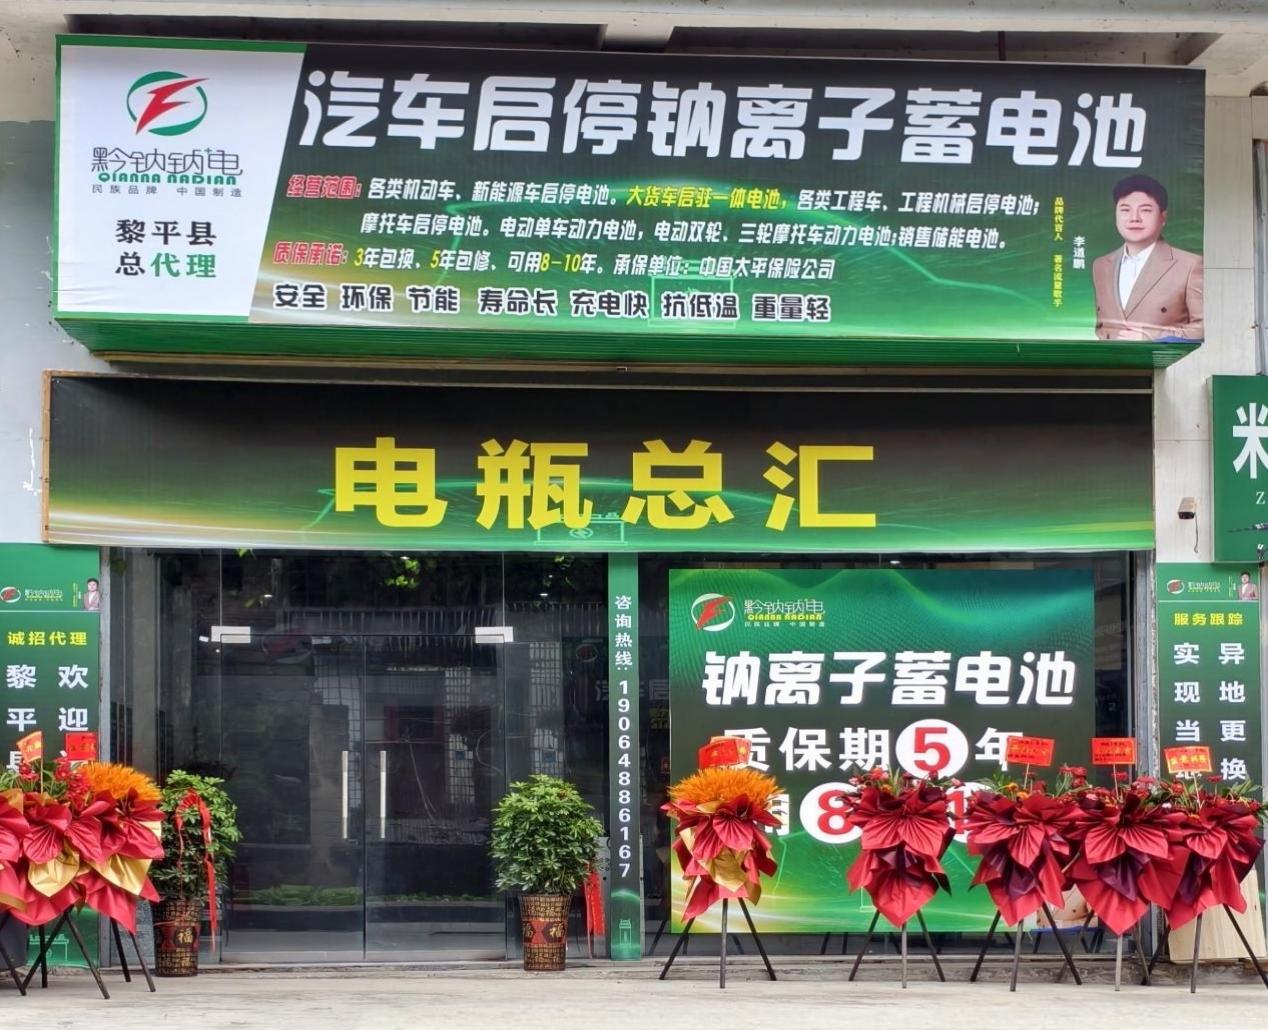 汽车启停钠离子蓄电池
黔钠钠电
QIANNA NADIAN
民族品牌 中国制造
黎平县
总代理
经营范围：各类机动车、新能源车启停电池。大货车启驻一体电池，各类工程车、工程机械启停电池；
摩托车启停电池。电动单车动力电池，电动双轮、三轮摩托车动力电池；销售储能电池。
质保承诺：3年包换、5年包修、可用8-10年。承保单位：中国太平保险公司
安全 环保 节能 寿命长 充电快 抗低温 重量轻
品牌代言人 著名流量歌手
李道鹏
电瓶总汇
诚招代理
欢迎
黎平县
咨询热线：19064886167
黔钠钠电
QIANNA NADIAN
民族品牌 中国制造
钠离子蓄电池
质保期5年
用8
服务跟踪
异地更换
实现当地
福
福